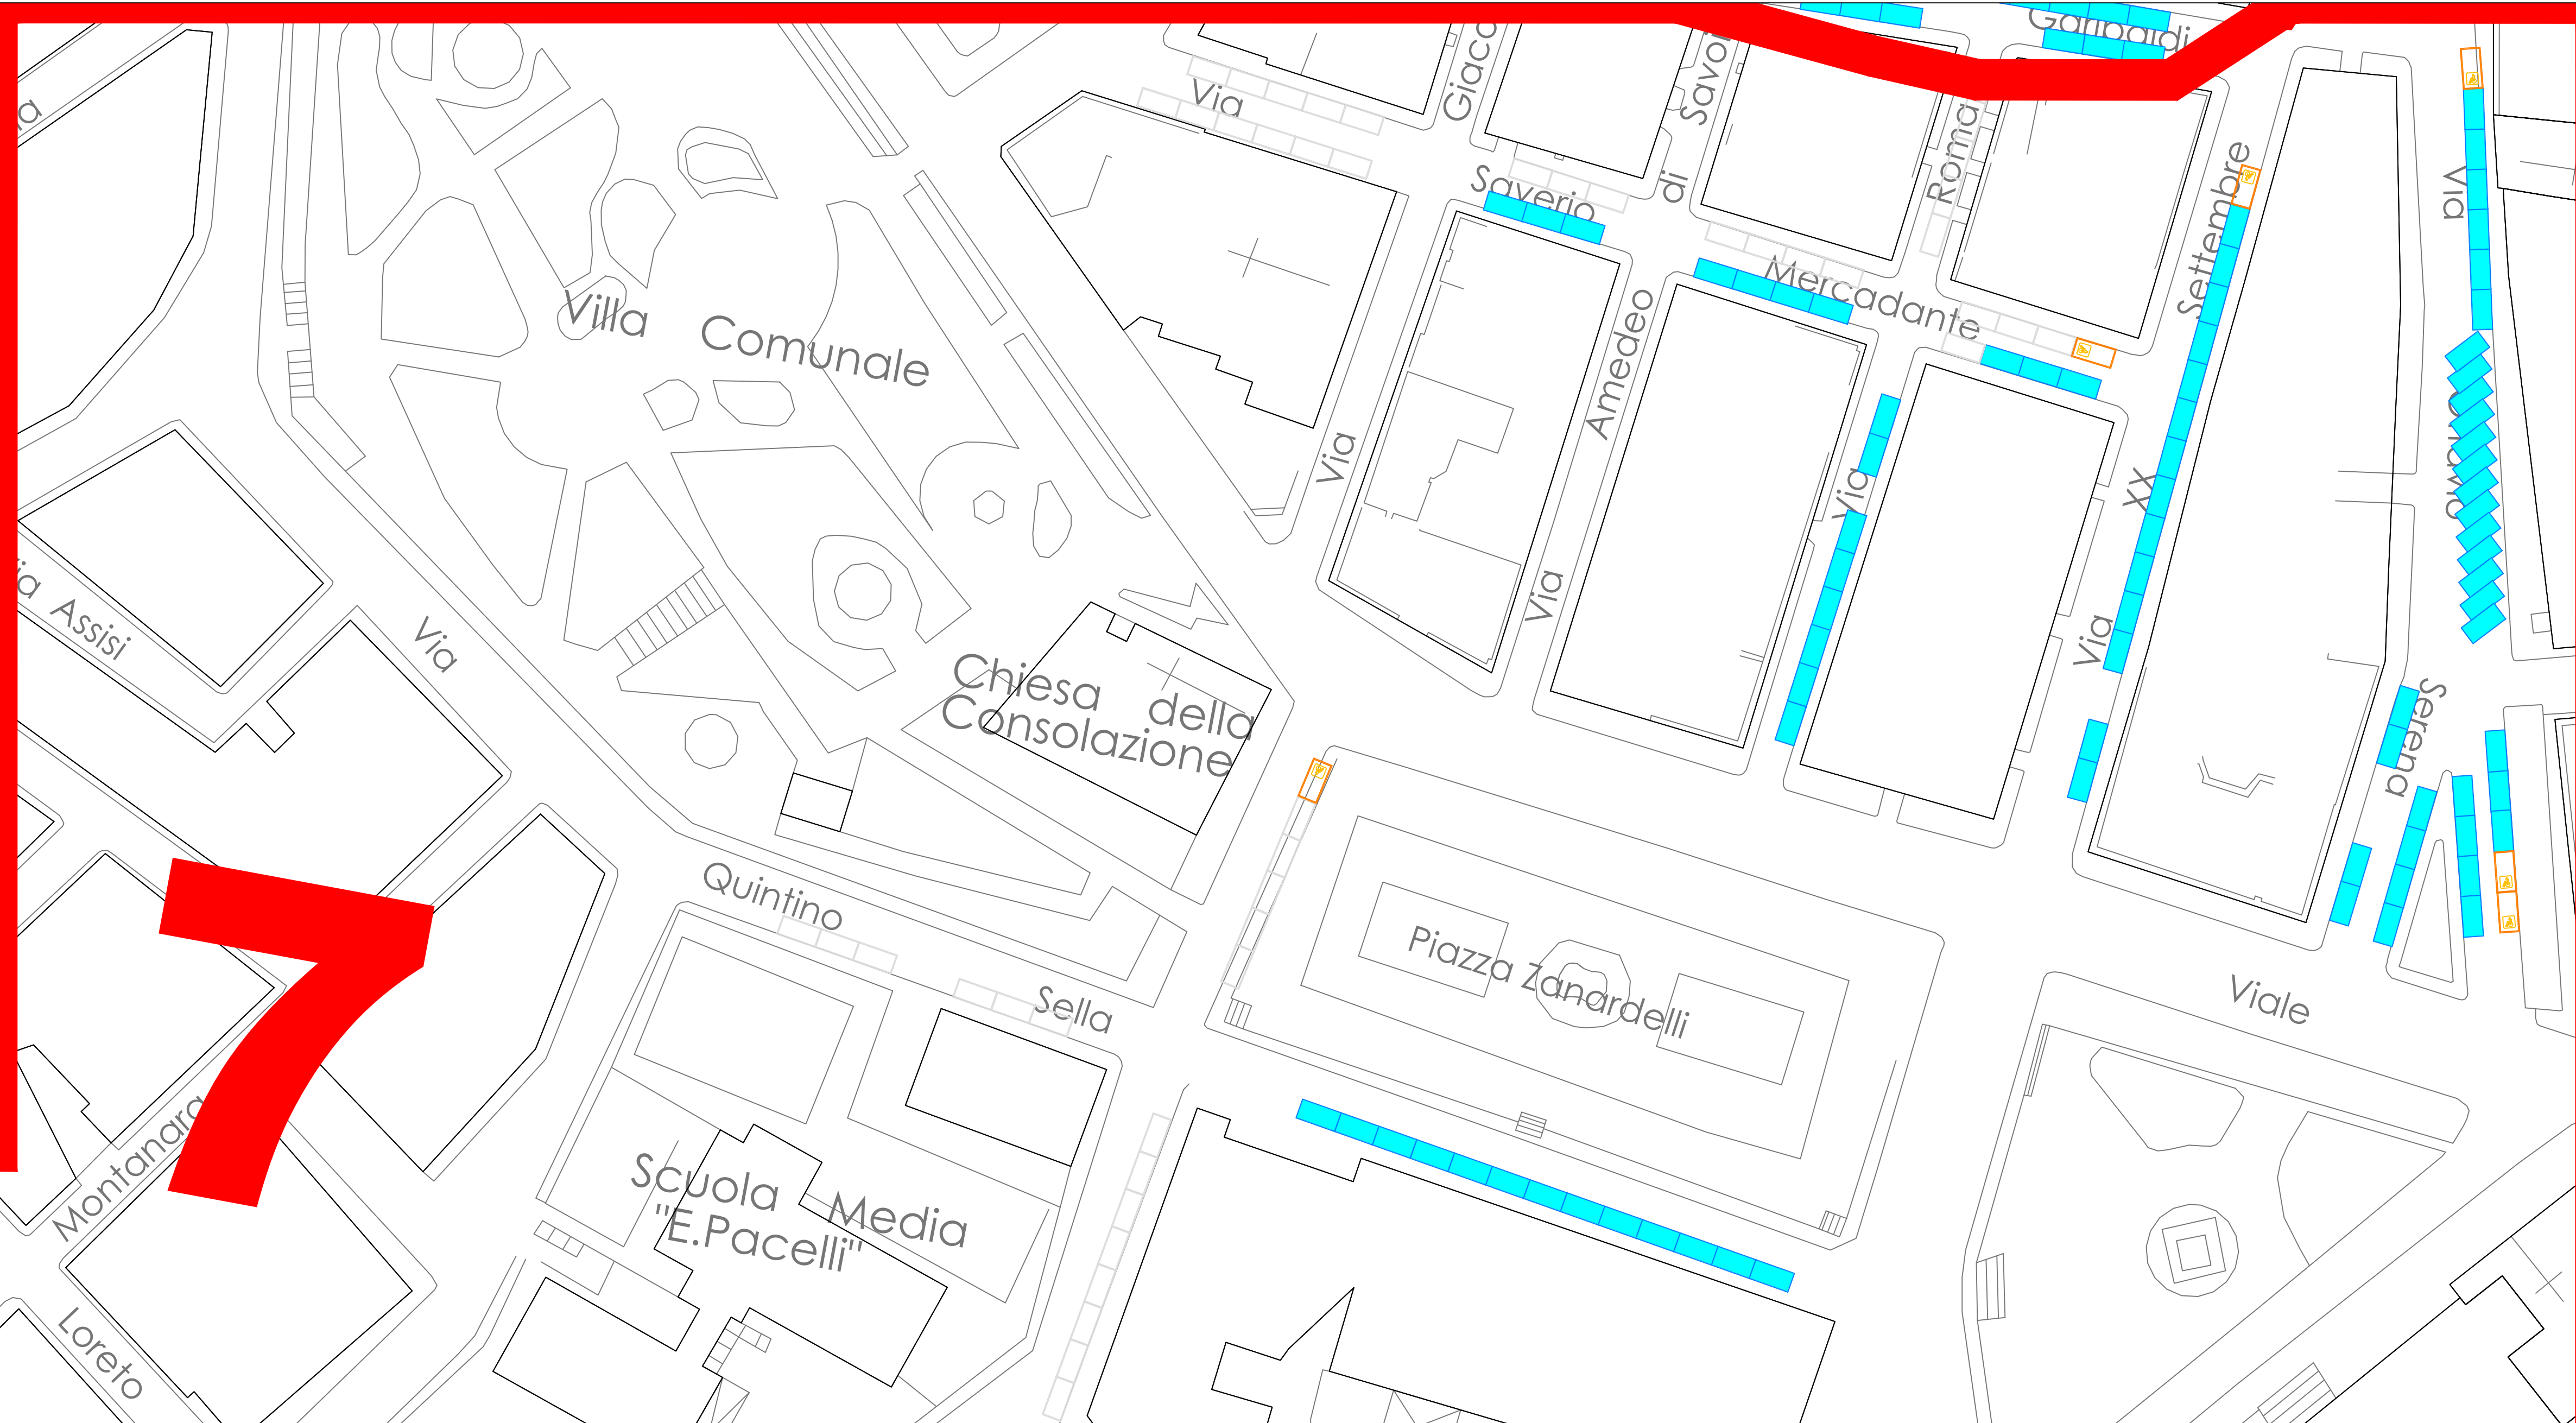 Garibaldi
Via
Giaco
Savoi
di
Roma
Settembre
Via
Saverio
Mercadante
Villa Comunale
Amedeo
Via
Via
XX
Via
Via
Assisi
Via
Chiesa della
Consolazione
Serena
Quintino
Sella
Piazza Zanardelli
Viale
7
Montanara
Scuola Media
"E.Pacelli"
Loreto